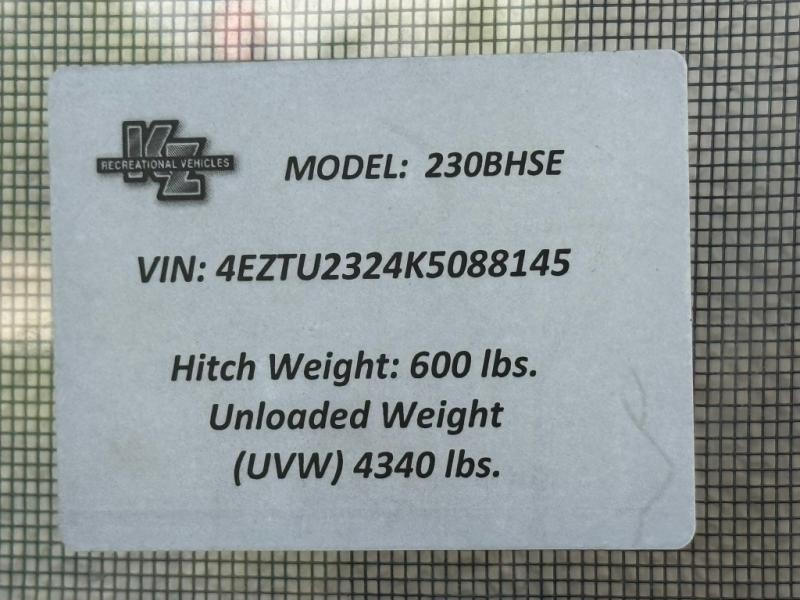 KZ
RECREATIONAL VEHICLES
MODEL: 230BHSE
VIN: 4EZTU2324K5088145
Hitch Weight: 600 lbs.
Unloaded Weight
(UVW) 4340 lbs.